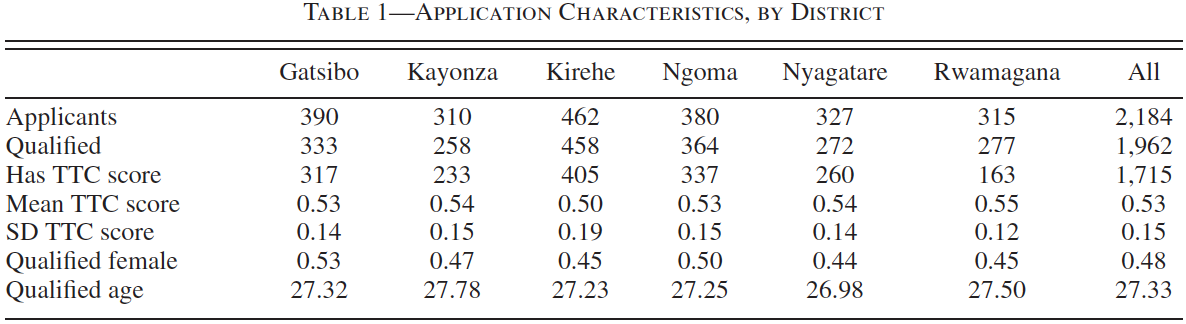 TABLE 1—APPLICATION CHARACTERISTICS, BY DISTRICT
Gatsibo Kayonza Kirehe Ngoma Nyagatare Rwamagana All
Applicants 390 310 462 380 327 315 2,184
Qualified 333 258 458 364 272 277 1,962
Has TTC score 317 233 405 337 260 163 1,715
Mean TTC score 0.53 0.54 0.50 0.53 0.54 0.55 0.53
SD TTC score 0.14 0.15 0.19 0.15 0.14 0.12 0.15
Qualified female 0.53 0.47 0.45 0.50 0.44 0.45 0.48
Qualified age 27.32 27.78 27.23 27.25 26.98 27.50 27.33